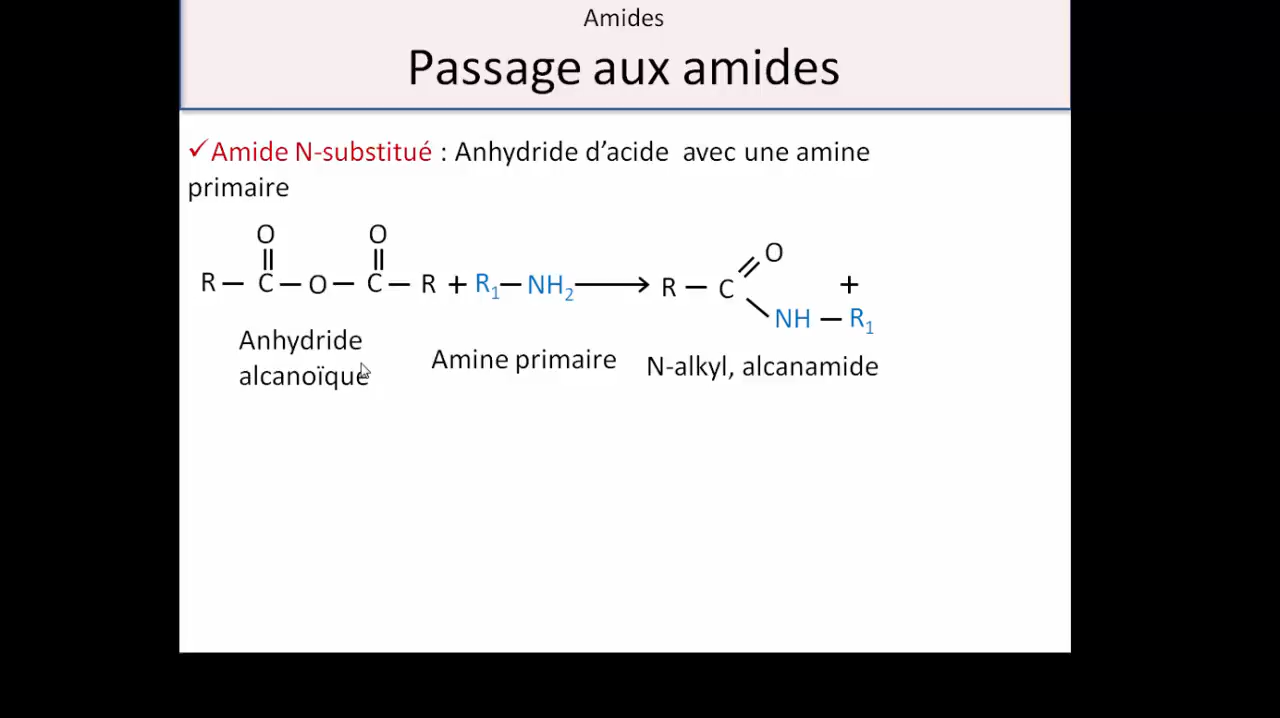 Amides
Passage aux amides
✓Amide N-substitué : Anhydride d’acide avec une amine
primaire
O O
R — C — O — C — R + R1 — NH2 ⟶ R — C O +
NH — R1
Anhydride
alcanoïque
Amine primaire
N-alkyl, alcanamide